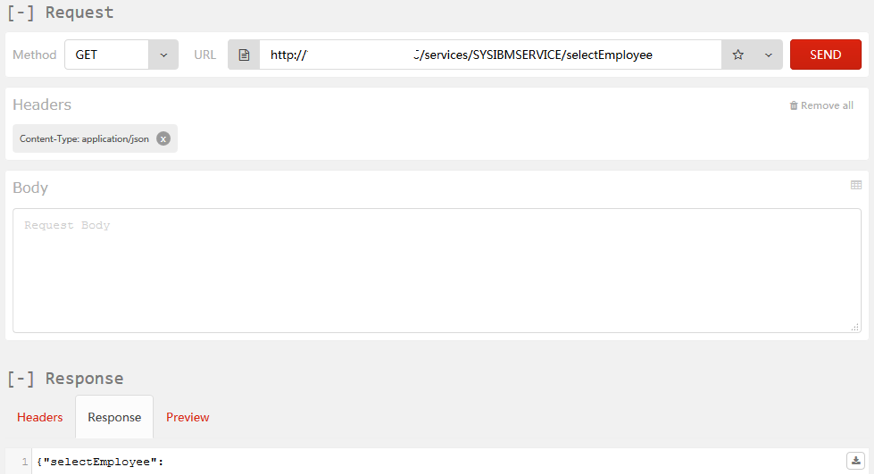 [-] Request
Method GET URL http:// /services/SYSIBMSERVICE/selectEmployee SEND
Headers Remove all
Content-Type: application/json x
Body
Request Body
[-] Response
Headers Response Preview
1 {"selectEmployee":